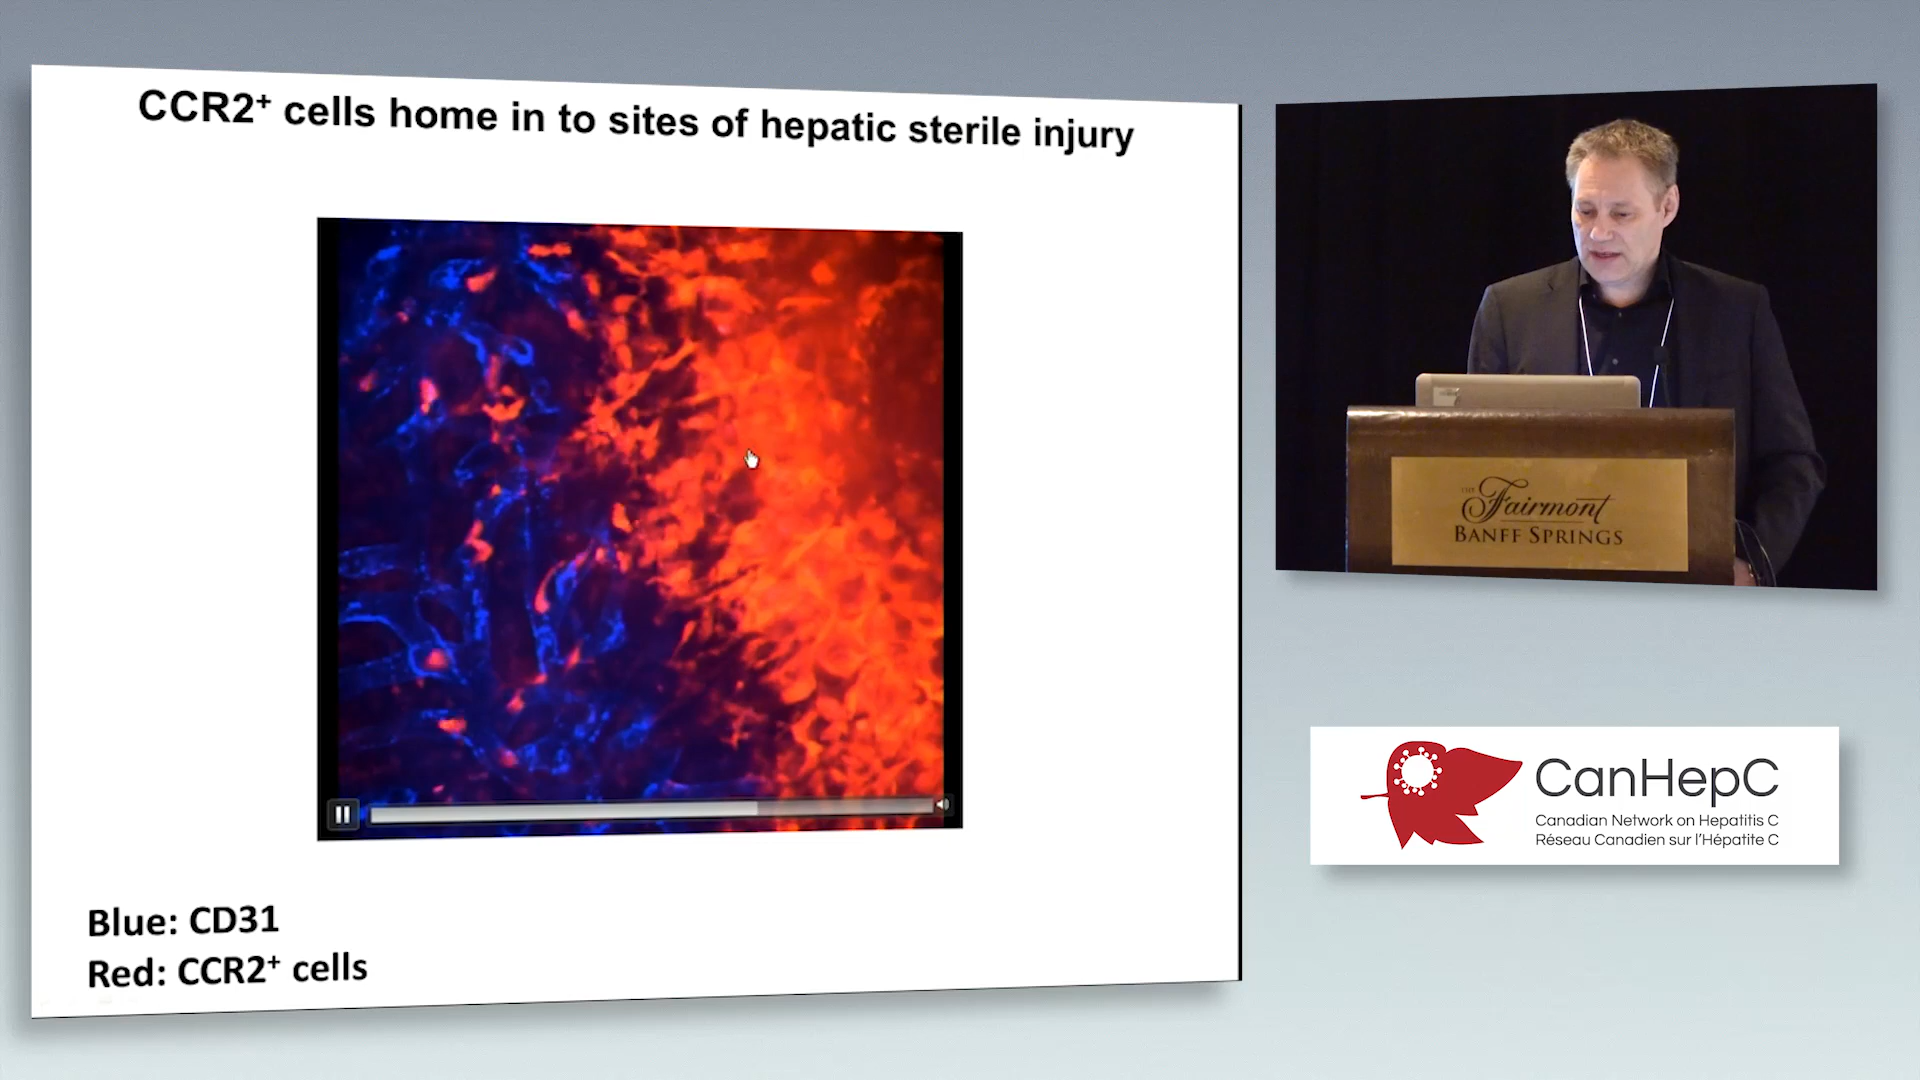 CCR2⁺ cells home in to sites of hepatic sterile injury
Blue: CD31
Red: CCR2⁺ cells
THE Fairmont
BANFF SPRINGS
CanHepC
Canadian Network on Hepatitis C
Réseau Canadien sur l'Hépatite C